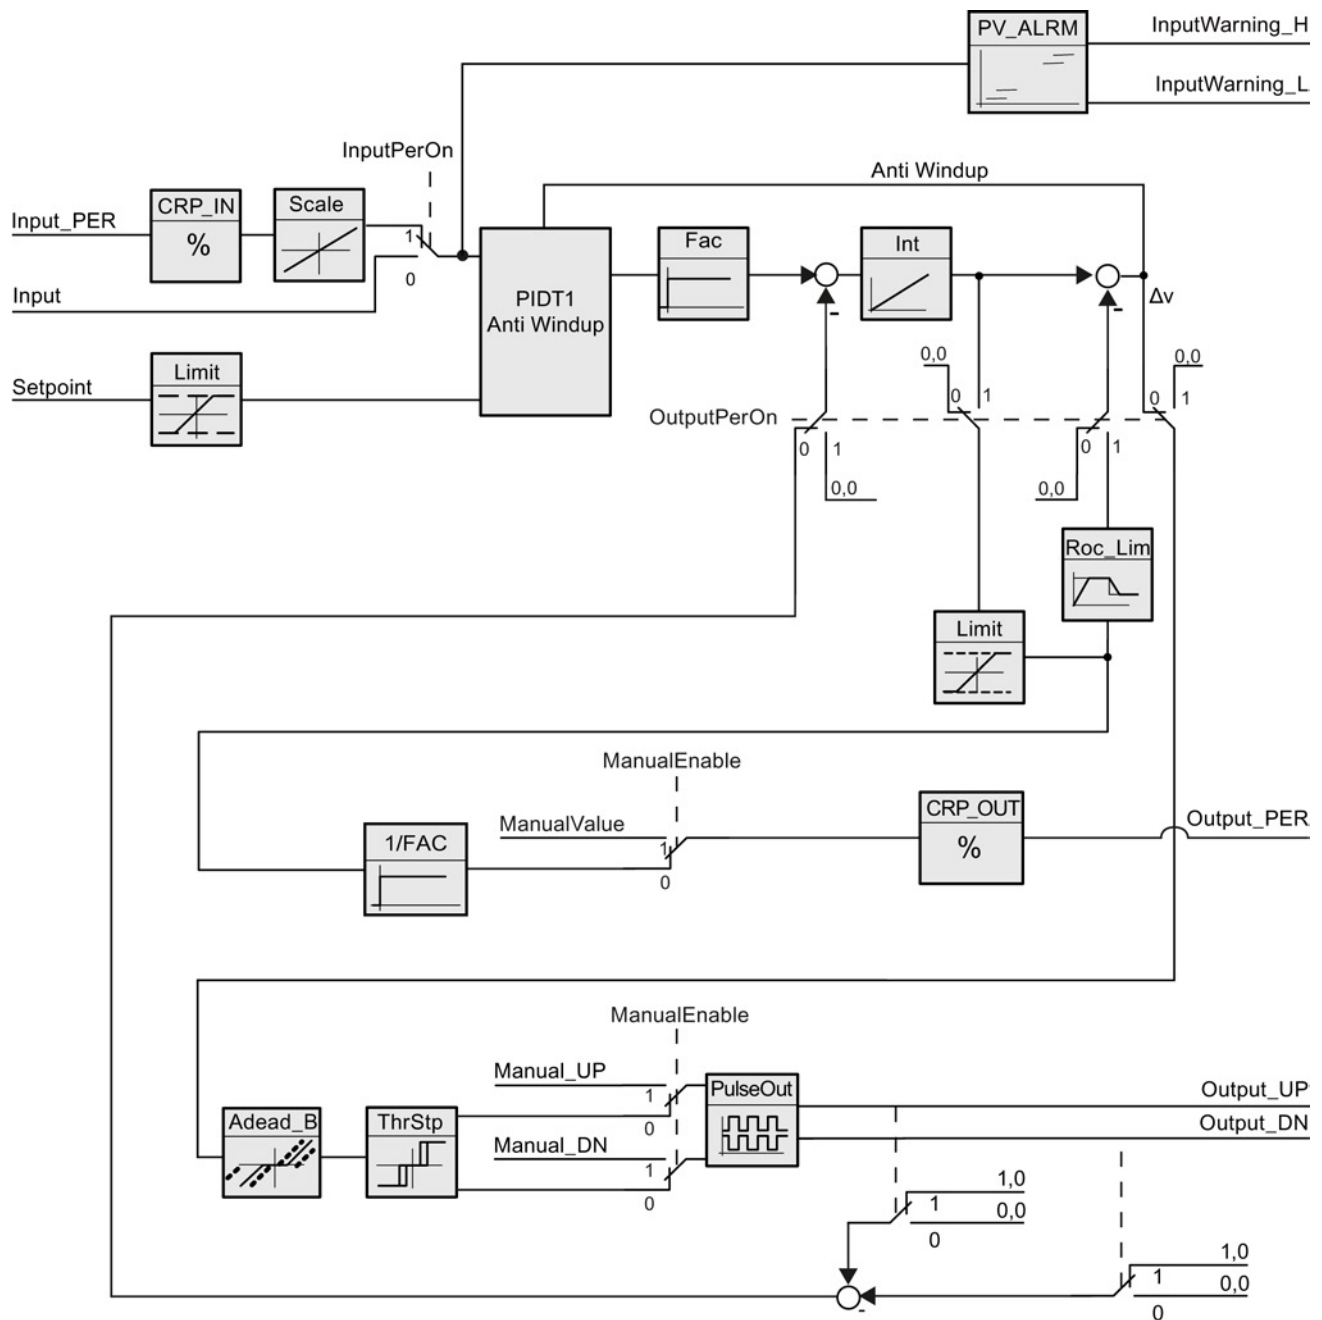 PV_ALRM
InputWarning_H
InputWarning_L
InputPerOn
Anti Windup
Input_PER
CRP_IN
%
Scale
1
0
Input
PIDT1
Anti Windup
Fac
-
Int
-
Δv
Setpoint
Limit
0,0
0
1
0,0
0
1
OutputPerOn
0
1
0,0
0
1
0,0
Roc_Lim
Limit
ManualEnable
ManualValue
1
0
1/FAC
CRP_OUT
%
Output_PER
ManualEnable
Manual_UP
1
0
PulseOut
Output_UP
Output_DN
Adead_B
ThrStp
Manual_DN
1
0
1,0
1
0,0
0
1,0
1
0,0
0
-